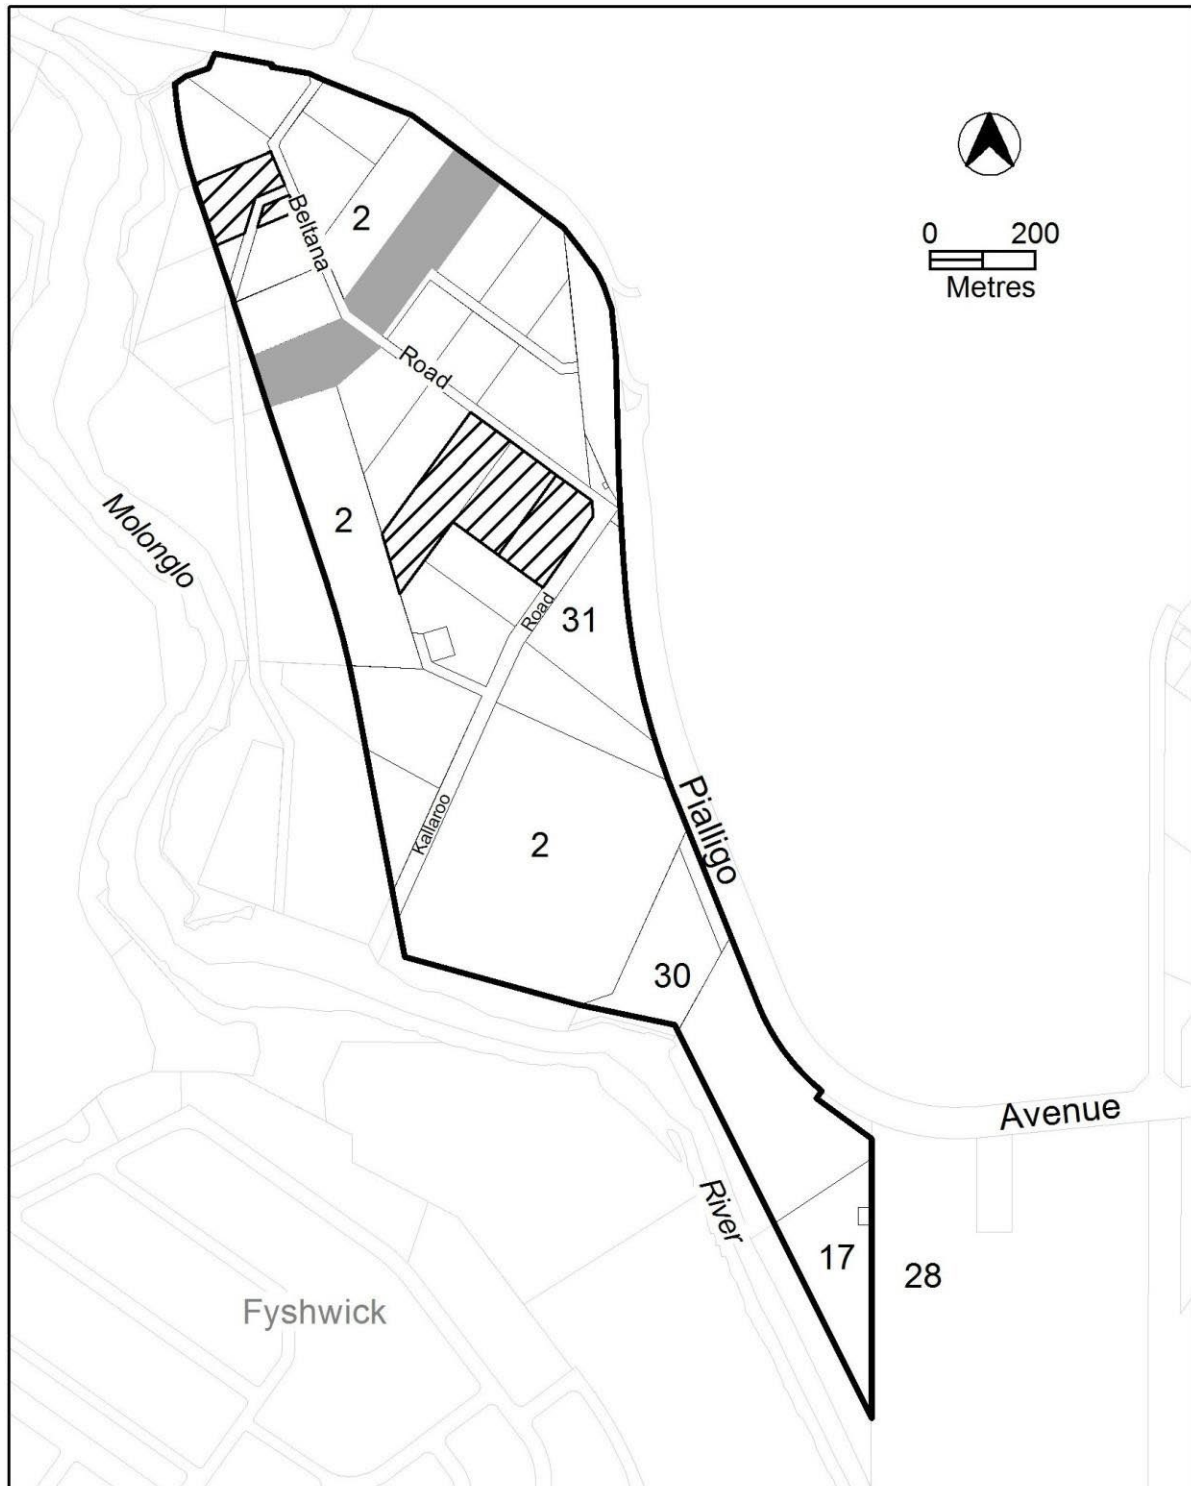 Beltana
2
0 200
Metres
Road
Molonglo
2
Road
31
Pialligo
Kallaroo
2
30
Avenue
River
17
28
Fyshwick